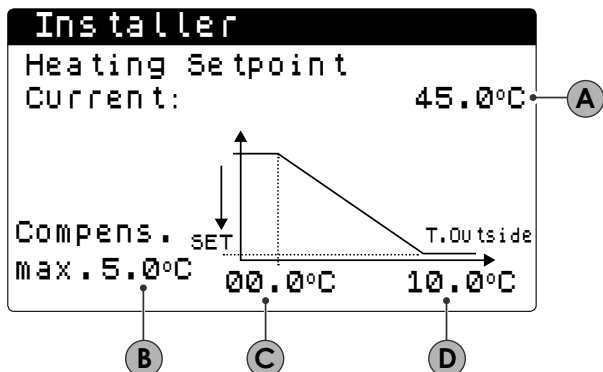 Installer
Heating Setpoint
Current: 45.0°C A
Compens. SET T.Outside
max.5.0°C 00.0°C 10.0°C
B C D